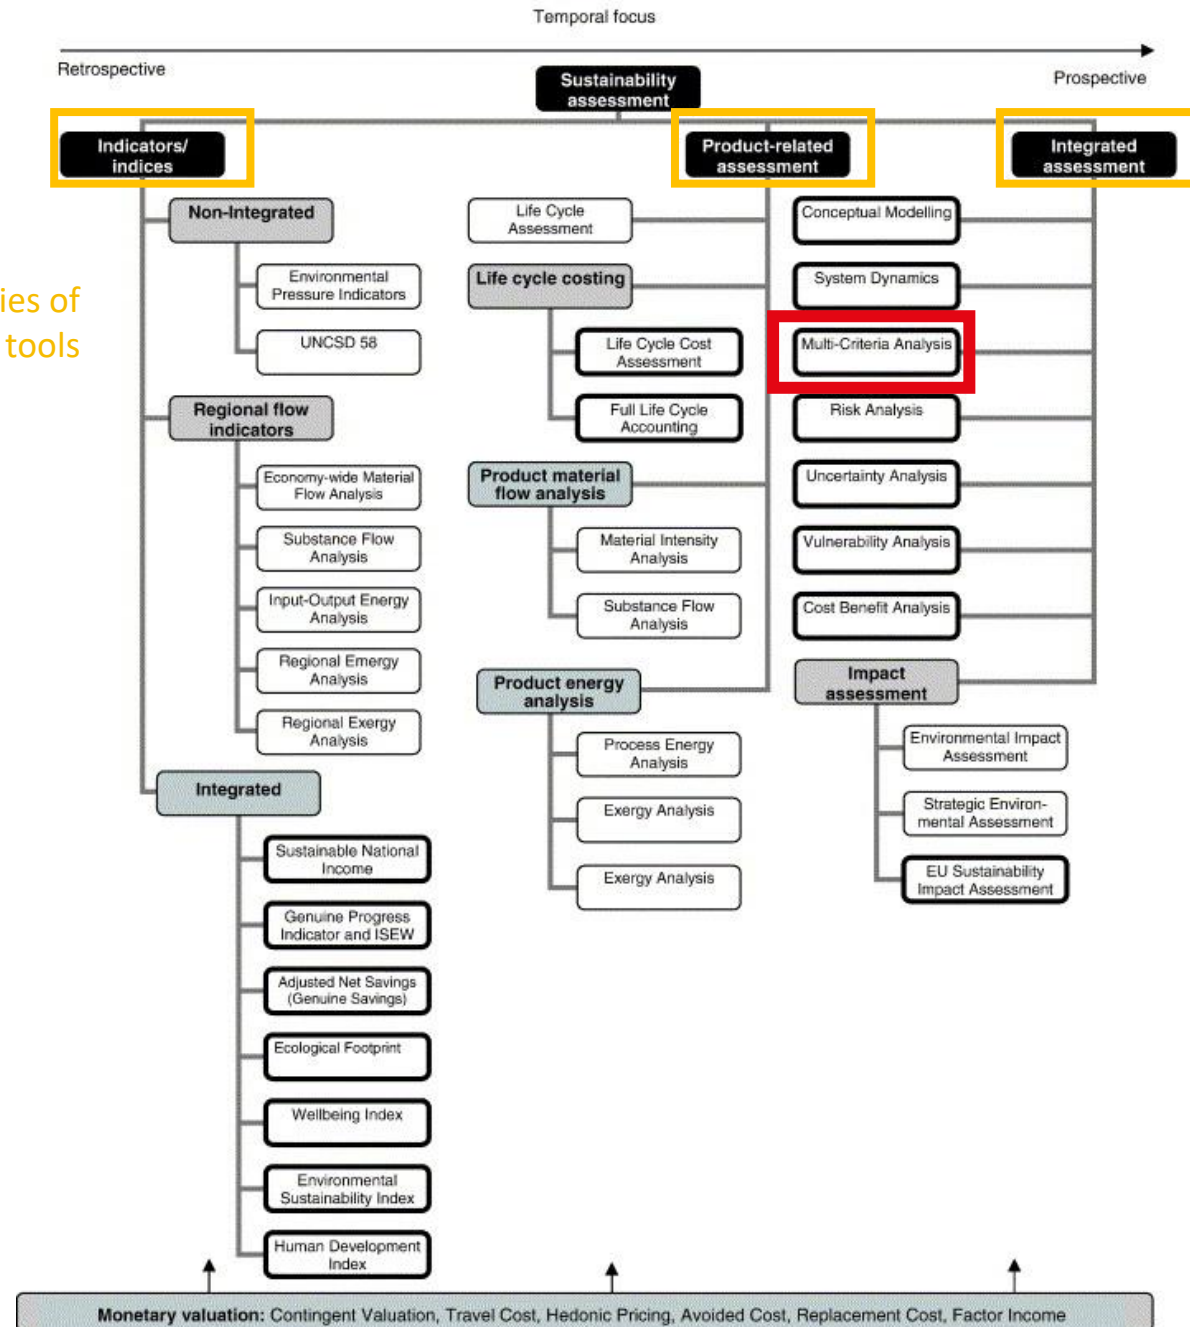 Temporal focus
Retrospective
Prospective
Sustainability
assessment
Indicators/
indices
Product-related
assessment
Integrated
assessment
ies of
tools
Non-Integrated
Environmental
Pressure Indicators
UNCSD 58
Regional flow
indicators
Economy-wide Material
Flow Analysis
Substance Flow
Analysis
Input-Output Energy
Analysis
Regional Emergy
Analysis
Regional Exergy
Analysis
Integrated
Sustainable National
Income
Genuine Progress
Indicator and ISEW
Adjusted Net Savings
(Genuine Savings)
Ecological Footprint
Wellbeing Index
Environmental
Sustainability Index
Human Development
Index
Life Cycle
Assessment
Life cycle costing
Life Cycle Cost
Assessment
Full Life Cycle
Accounting
Product material
flow analysis
Material Intensity
Analysis
Substance Flow
Analysis
Product energy
analysis
Process Energy
Analysis
Exergy Analysis
Exergy Analysis
Conceptual Modelling
System Dynamics
Multi-Criteria Analysis
Risk Analysis
Uncertainty Analysis
Vulnerability Analysis
Cost Benefit Analysis
Impact
assessment
Environmental Impact
Assessment
Strategic Environ-
mental Assessment
EU Sustainability
Impact Assessment
Monetary valuation: Contingent Valuation, Travel Cost, Hedonic Pricing, Avoided Cost, Replacement Cost, Factor Income